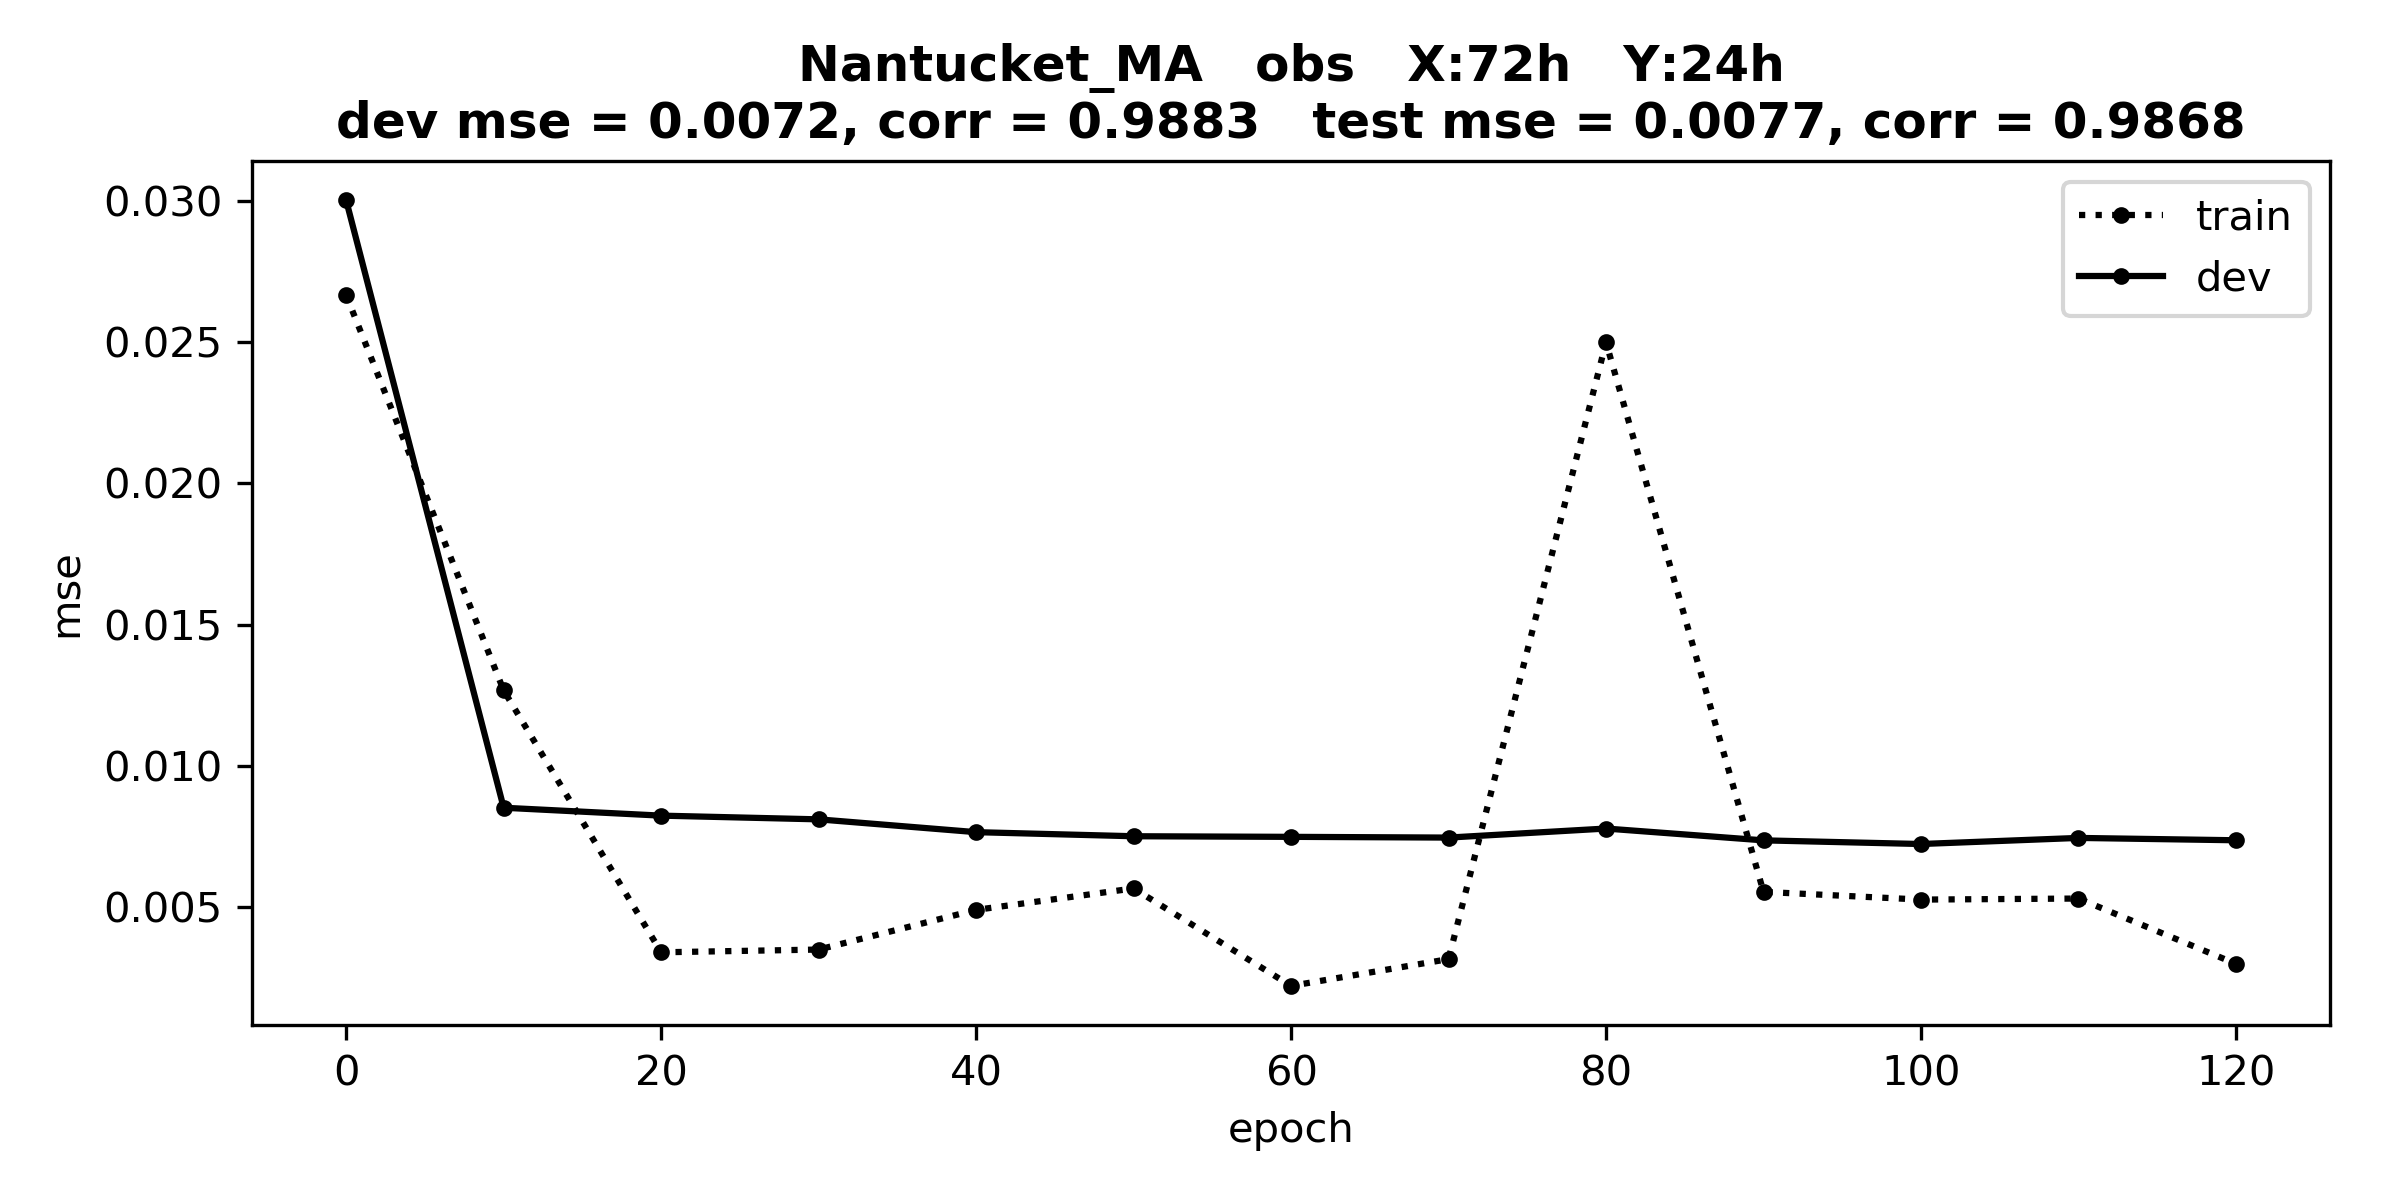 Nantucket_MA obs X:72h Y:24h
dev mse = 0.0072, corr = 0.9883 test mse = 0.0077, corr = 0.9868
train
dev
0.030
0.025
0.020
0.015
0.010
0.005
mse
0 20 40 60 80 100 120
epoch